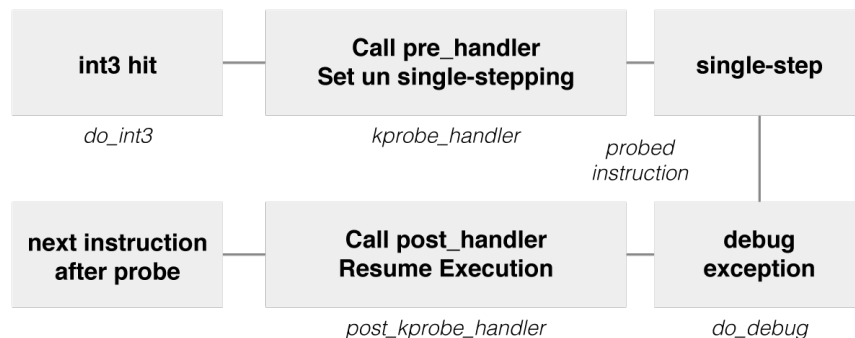 int3 hit
Call pre_handler
Set un single-stepping
single-step
do_int3
kprobe_handler
probed
instruction
next instruction
after probe
Call post_handler
Resume Execution
debug
exception
post_kprobe_handler
do_debug